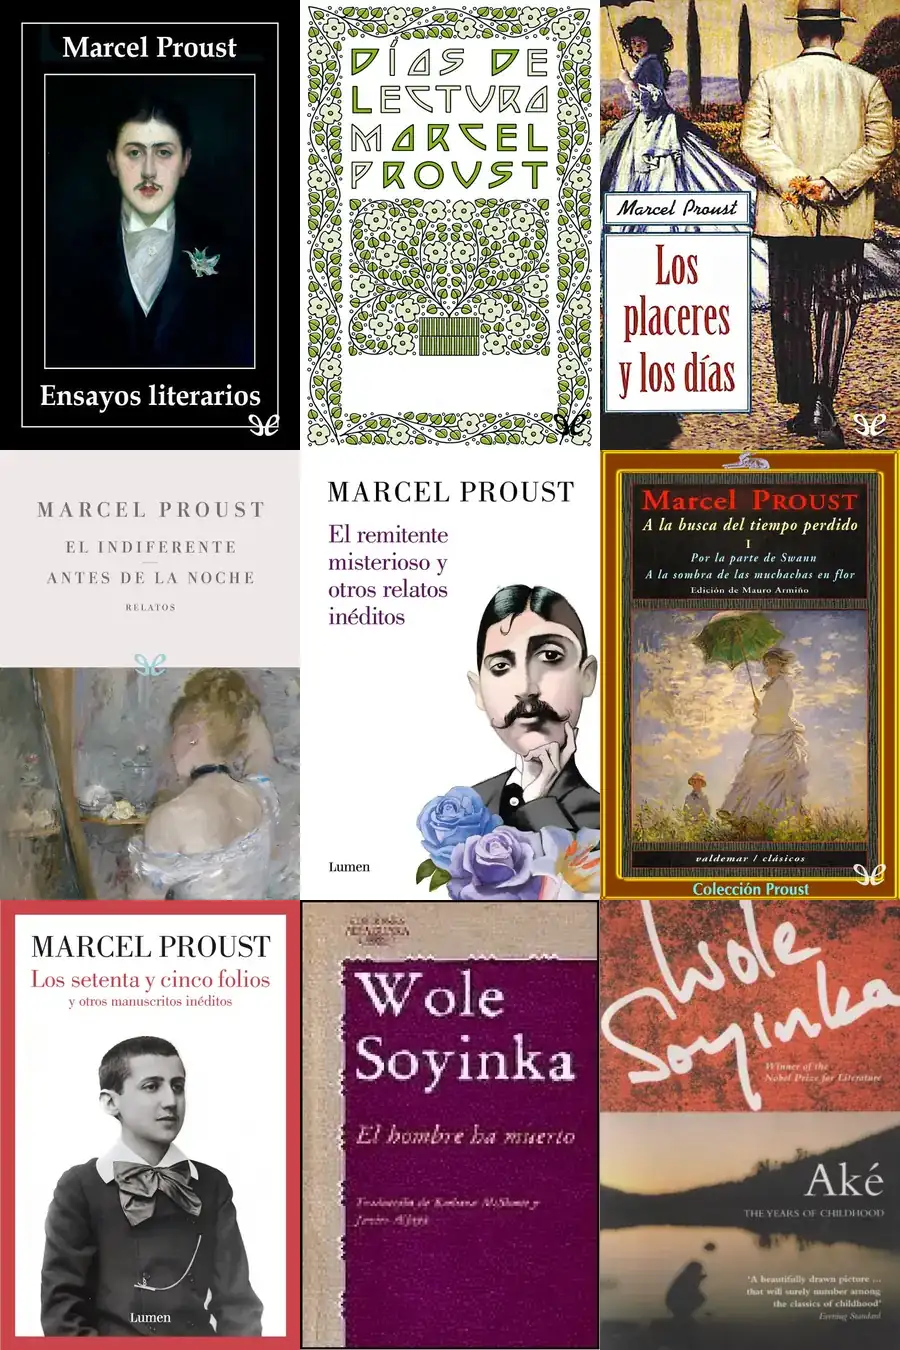 Marcel Proust
Ensayos literarios
DÍAS DE
LECTURA
MARCEL
PROUST
Marcel Proust
Los
placeres
y los días
MARCEL PROUST
EL INDIFERENTE
ANTES DE LA NOCHE
RELATOS
MARCEL PROUST
El remitente
misterioso y
otros relatos
inéditos
Lumen
Marcel PROUST
A la busca del tiempo perdido
I
Por la parte de Swann
A la sombra de las muchachas en flor
Edición de Mauro Armiño
valdemar / clásicos
Colección Proust
MARCEL PROUST
Los setenta y cinco folios
y otros manuscritos inéditos
Lumen
Wole
Soyinka
El hombre ha muerto
Traducción de
Wole
Soyinka
Winner of the
Nobel Prize for Literature
Aké
THE YEARS OF CHILDHOOD
'A beautifully drawn picture ...
that will surely number among
the classics of childhood'
Evening Standard